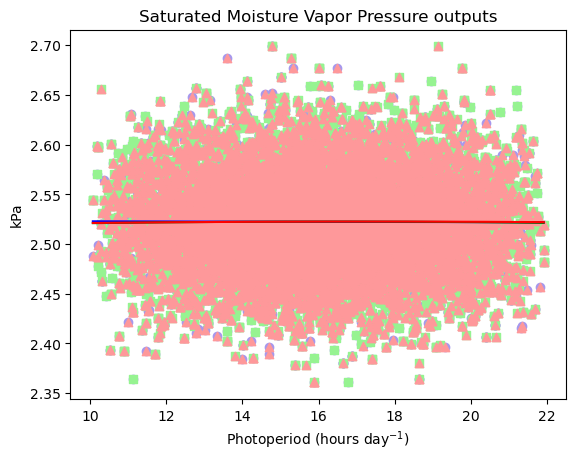 Saturated Moisture Vapor Pressure outputs
2.70
2.65
2.60
2.55
2.50
2.45
2.40
2.35
kPa
10 12 14 16 18 20 22
Photoperiod (hours day⁻¹)